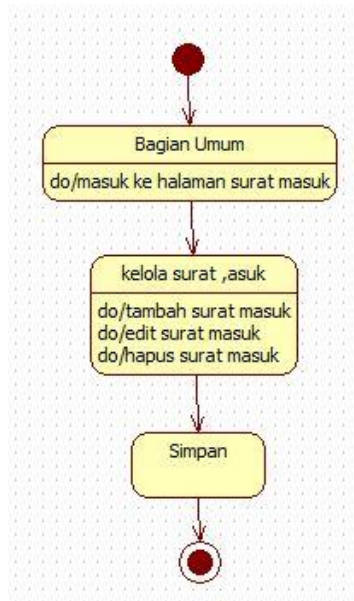 Bagian Umum
do/masuk ke halaman surat masuk
kelola surat ,asuk
do/tambah surat masuk
do/edit surat masuk
do/hapus surat masuk
Simpan